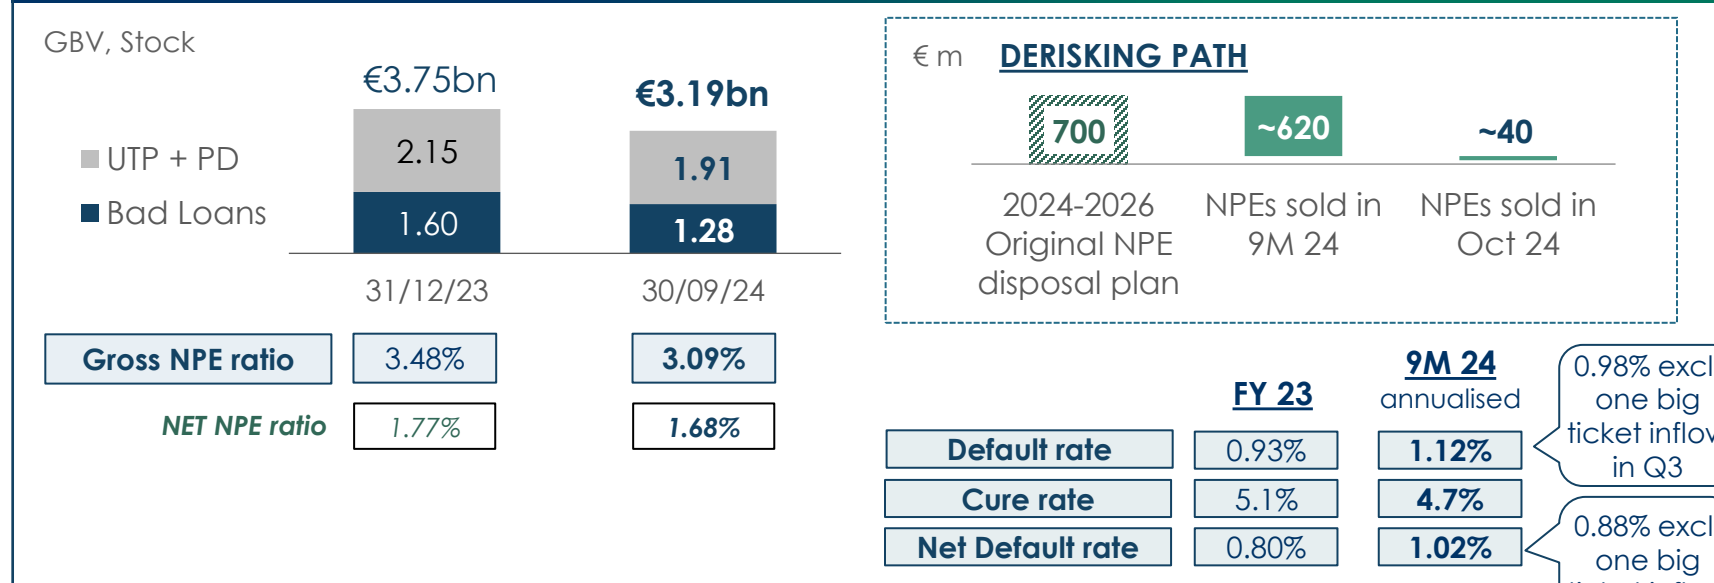 GBV, Stock
€3.75bn
€3.19bn
UTP + PD
2.15
1.91
Bad Loans
1.60
1.28
31/12/23
30/09/24
Gross NPE ratio
3.48%
3.09%
NET NPE ratio
1.77%
1.68%
€ m
DERISKING PATH
700
~620
~40
2024-2026
Original NPE
disposal plan
NPEs sold in
9M 24
NPEs sold in
Oct 24
FY 23
9M 24
annualised
Default rate
0.93%
1.12%
Cure rate
5.1%
4.7%
Net Default rate
0.80%
1.02%
0.98% excl
one big
ticket inflow
in Q3
0.88% excl
one big